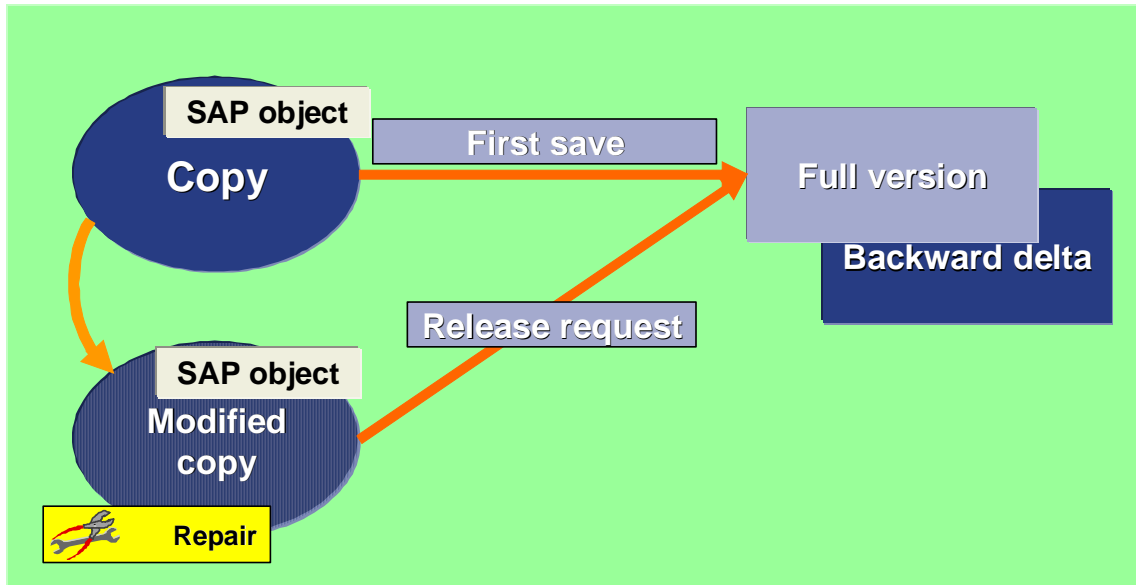 SAP object
Copy
First save
Full version
Backward delta
Release request
SAP object
Modified
copy
Repair